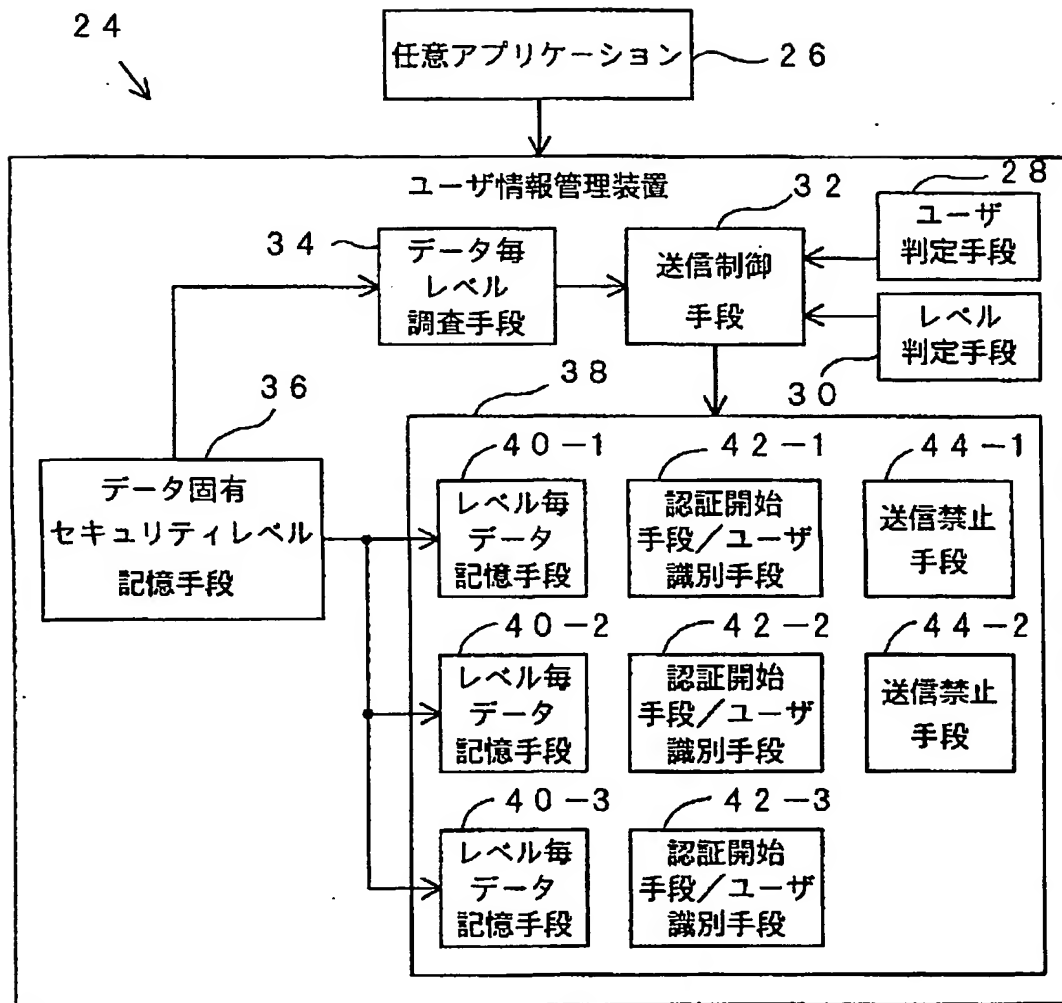 ２４
任意アプリケーション
２６
ユーザ情報管理装置
３２
２８
３４
データ毎
レベル
調査手段
送信制御
手段
ユーザ
判定手段
レベル
判定手段
３０
３６
３８
データ固有
セキュリティレベル
記憶手段
４０－１
４２－１
４４－１
レベル毎
データ
記憶手段
認証開始
手段／ユーザ
識別手段
送信禁止
手段
４０－２
４２－２
４４－２
レベル毎
データ
記憶手段
認証開始
手段／ユーザ
識別手段
送信禁止
手段
４０－３
４２－３
レベル毎
データ
記憶手段
認証開始
手段／ユーザ
識別手段